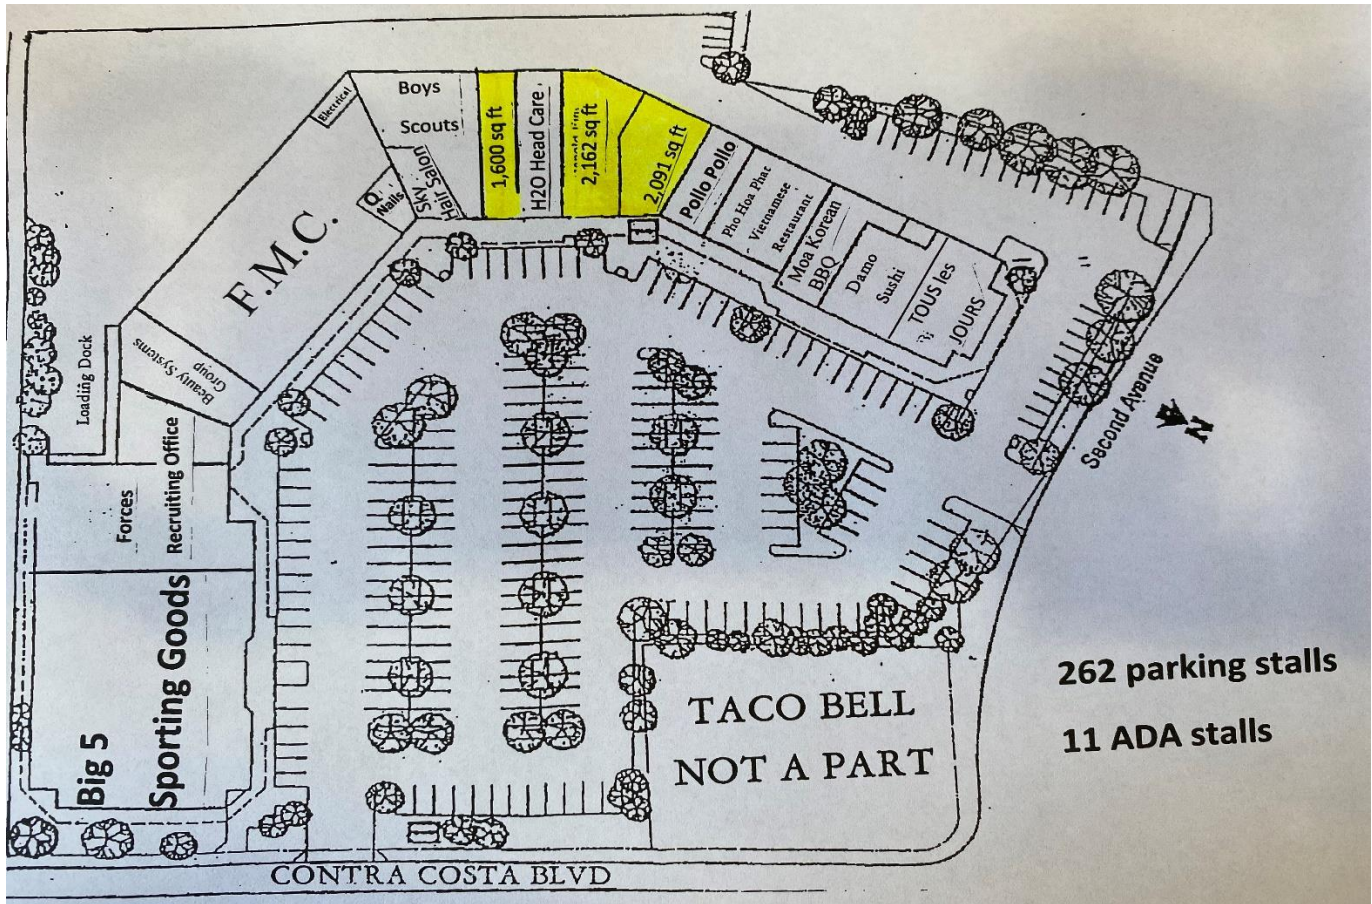 Electrical
Boys
Scouts
1,600 sq ft
H2O Head Care
2,162 sq ft
2,091 sq ft
Pollo Pollo
Pho Hoa Phat
Vietnamese
Restaurant
Moa Korean
BBQ
Damo
Sushi
TOUS les
JOURS
Sky
Hair Salon
Q
Nails
F.M.C.
Beauty Systems
Group
Loading Dock
Forces
Recruiting Office
Big 5
Sporting Goods
Second Avenue
N
TACO BELL
NOT A PART
262 parking stalls
11 ADA stalls
CONTRA COSTA BLVD